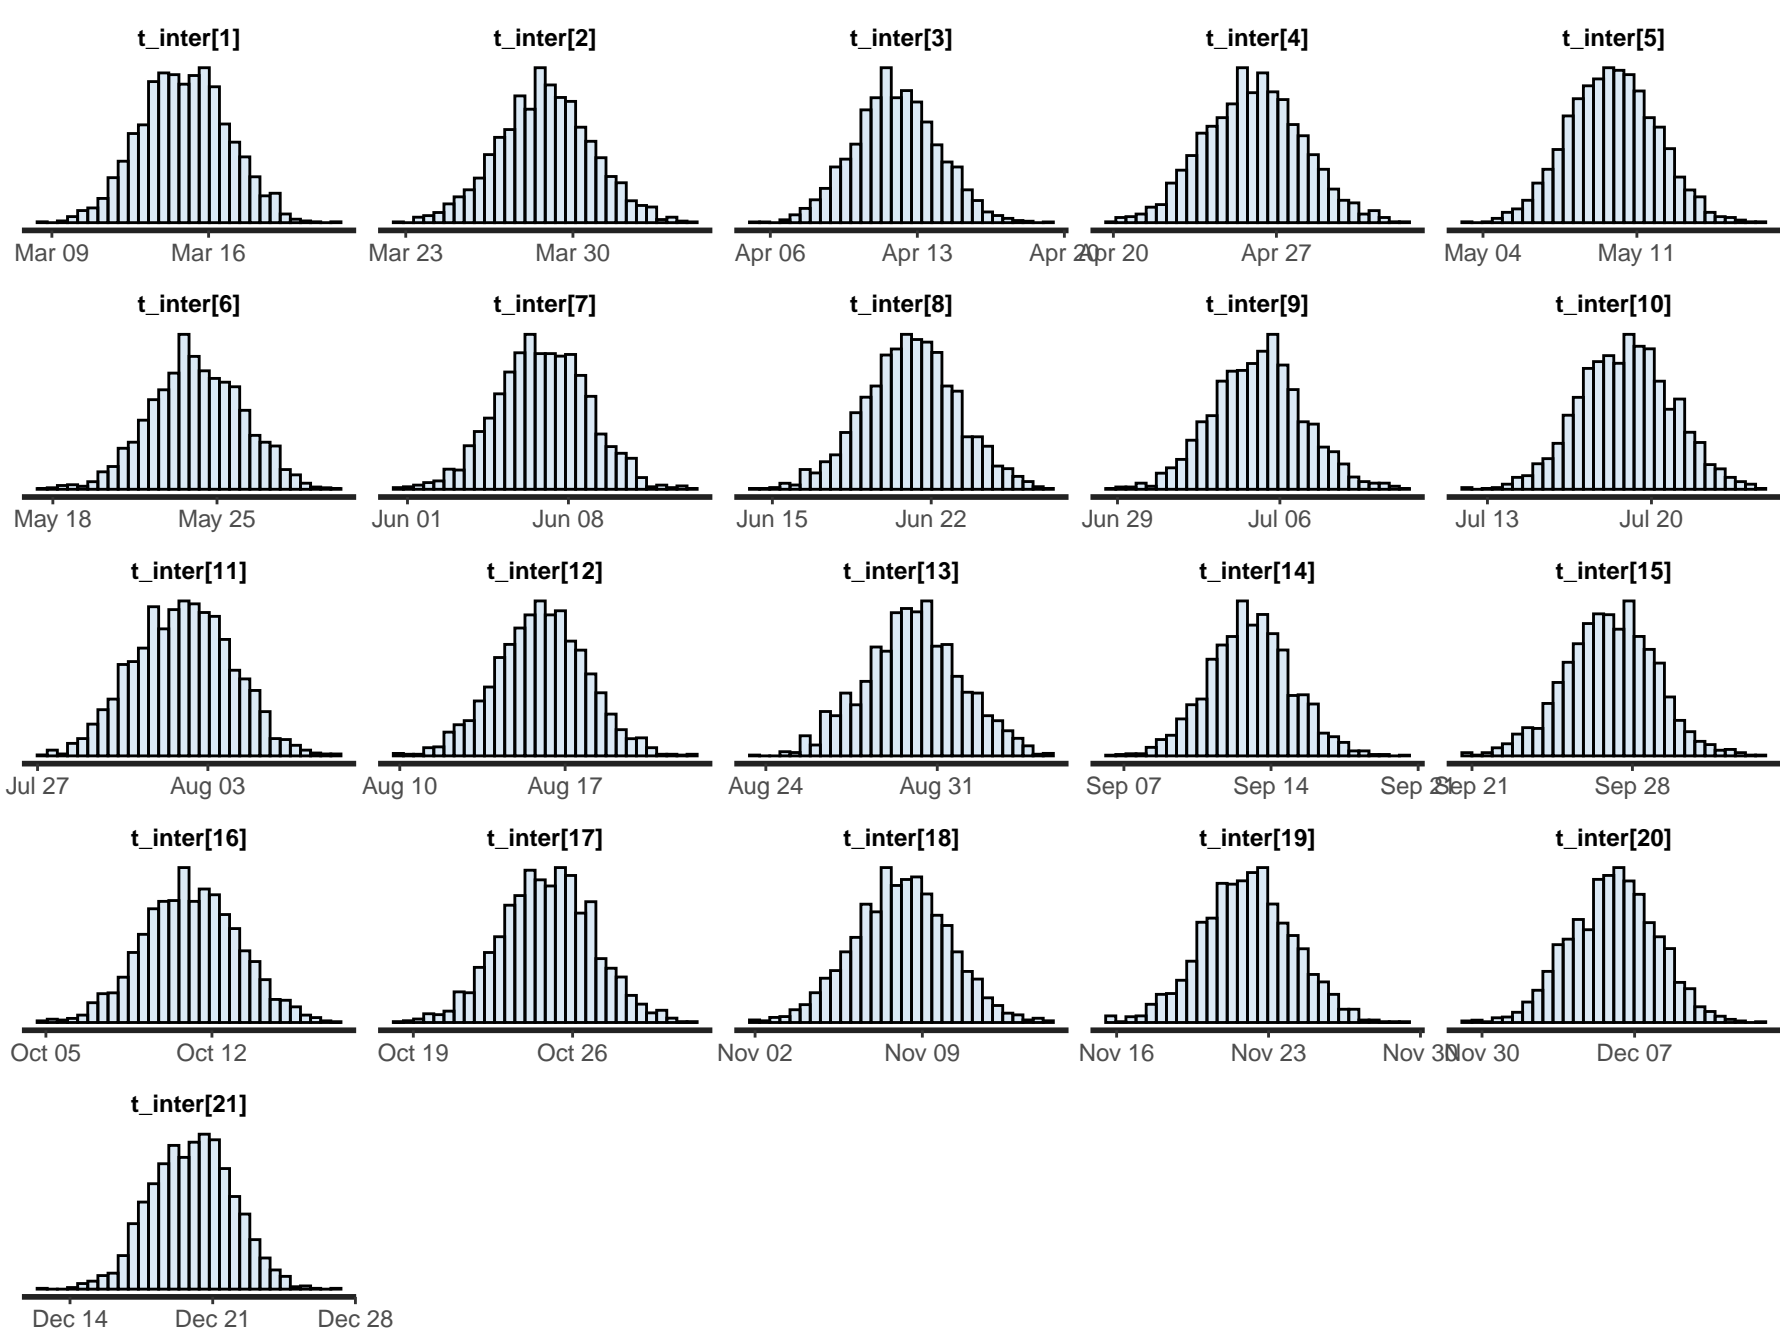 t_inter[1] t_inter[2] t_inter[3] t_inter[4] t_inter[5]
Mar 09 Mar 16 Mar 23 Mar 30 Apr 06 Apr 13 Apr 20 Apr 20 Apr 27 May 04 May 11
t_inter[6] t_inter[7] t_inter[8] t_inter[9] t_inter[10]
May 18 May 25 Jun 01 Jun 08 Jun 15 Jun 22 Jun 29 Jul 06 Jul 13 Jul 20
t_inter[11] t_inter[12] t_inter[13] t_inter[14] t_inter[15]
Jul 27 Aug 03 Aug 10 Aug 17 Aug 24 Aug 31 Sep 07 Sep 14 Sep 21 Sep 21 Sep 28
t_inter[16] t_inter[17] t_inter[18] t_inter[19] t_inter[20]
Oct 05 Oct 12 Oct 19 Oct 26 Nov 02 Nov 09 Nov 16 Nov 23 Nov 30 Nov 30 Dec 07
t_inter[21]
Dec 14 Dec 21 Dec 28